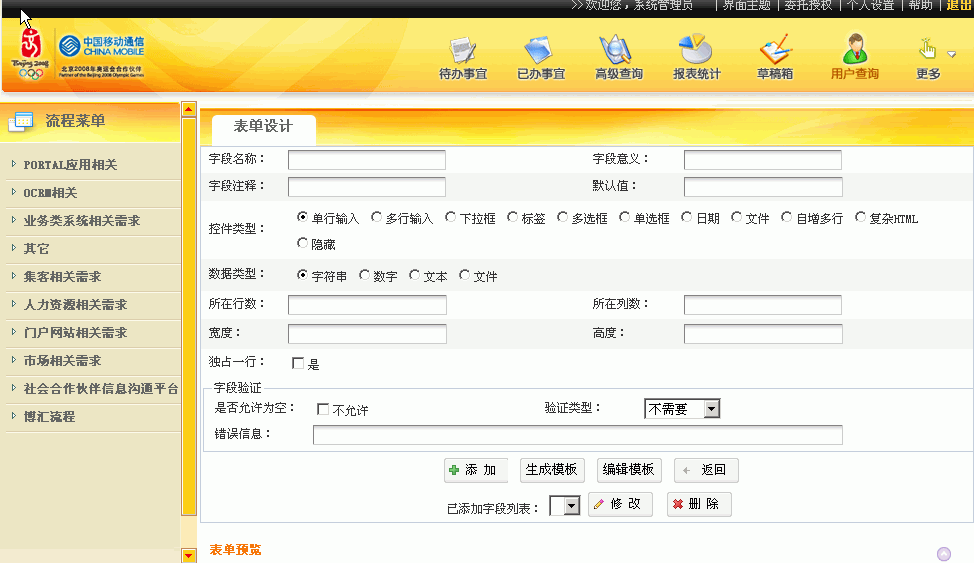 >> 欢迎您，系统管理员 | 界面主题 | 委托授权 | 个人设置 | 帮助 | 退出
Beijing 2008
中国移动通信
CHINA MOBILE
北京2008年奥运会合作伙伴
Partner of the Beijing 2008 Olympic Games
待办事宜 已办事宜 高级查询 报表统计 草稿箱 用户查询 更多
流程菜单
PORTAL应用相关
OCRM相关
业务类系统相关需求
其它
集客相关需求
人力资源相关需求
门户网站相关需求
市场相关需求
社会合作伙伴信息沟通平台
博汇流程
表单设计
字段名称： 字段意义：
字段注释： 默认值：
控件类型： 单行输入 多行输入 下拉框 标签 多选框 单选框 日期 文件 自增多行 复杂HTML
隐藏
数据类型： 字符串 数字 文本 文件
所在行数： 所在列数：
宽度： 高度：
独占一行： 是
字段验证
是否允许为空： 不允许 验证类型： 不需要
错误信息：
添 加 生成模板 编辑模板 返回
已添加字段列表： 修 改 删 除
表单预览